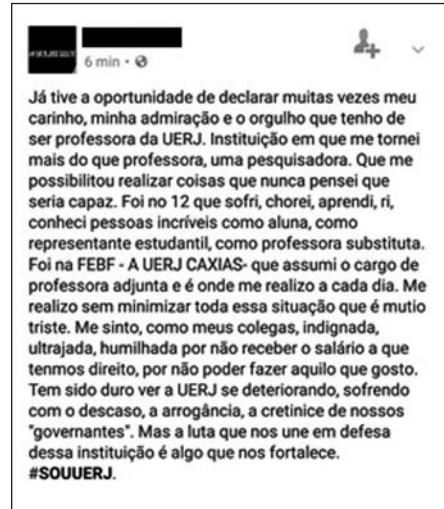 6 min ·
Já tive a oportunidade de declarar muitas vezes meu
carinho, minha admiração e o orgulho que tenho de
ser professora da UERJ. Instituição em que me tornei
mais do que professora, uma pesquisadora. Que me
possibilitou realizar coisas que nunca pensei que
seria capaz. Foi no 12 que sofri, chorei, aprendi, ri,
conheci pessoas incríveis como aluna, como
representante estudantil, como professora substituta.
Foi na FEBF - A UERJ CAXIAS- que assumi o cargo de
professora adjunta e é onde me realizo a cada dia. Me
realizo sem minimizar toda essa situação que é mutio
triste. Me sinto, como meus colegas, indignada,
ultrajada, humilhada por não receber o salário a que
tenmos direito, por não poder fazer aquilo que gosto.
Tem sido duro ver a UERJ se deteriorando, sofrendo
com o descaso, a arrogância, a cretinice de nossos
"governantes". Mas a luta que nos une em defesa
dessa instituição é algo que nos fortalece.
#SOUUERJ.